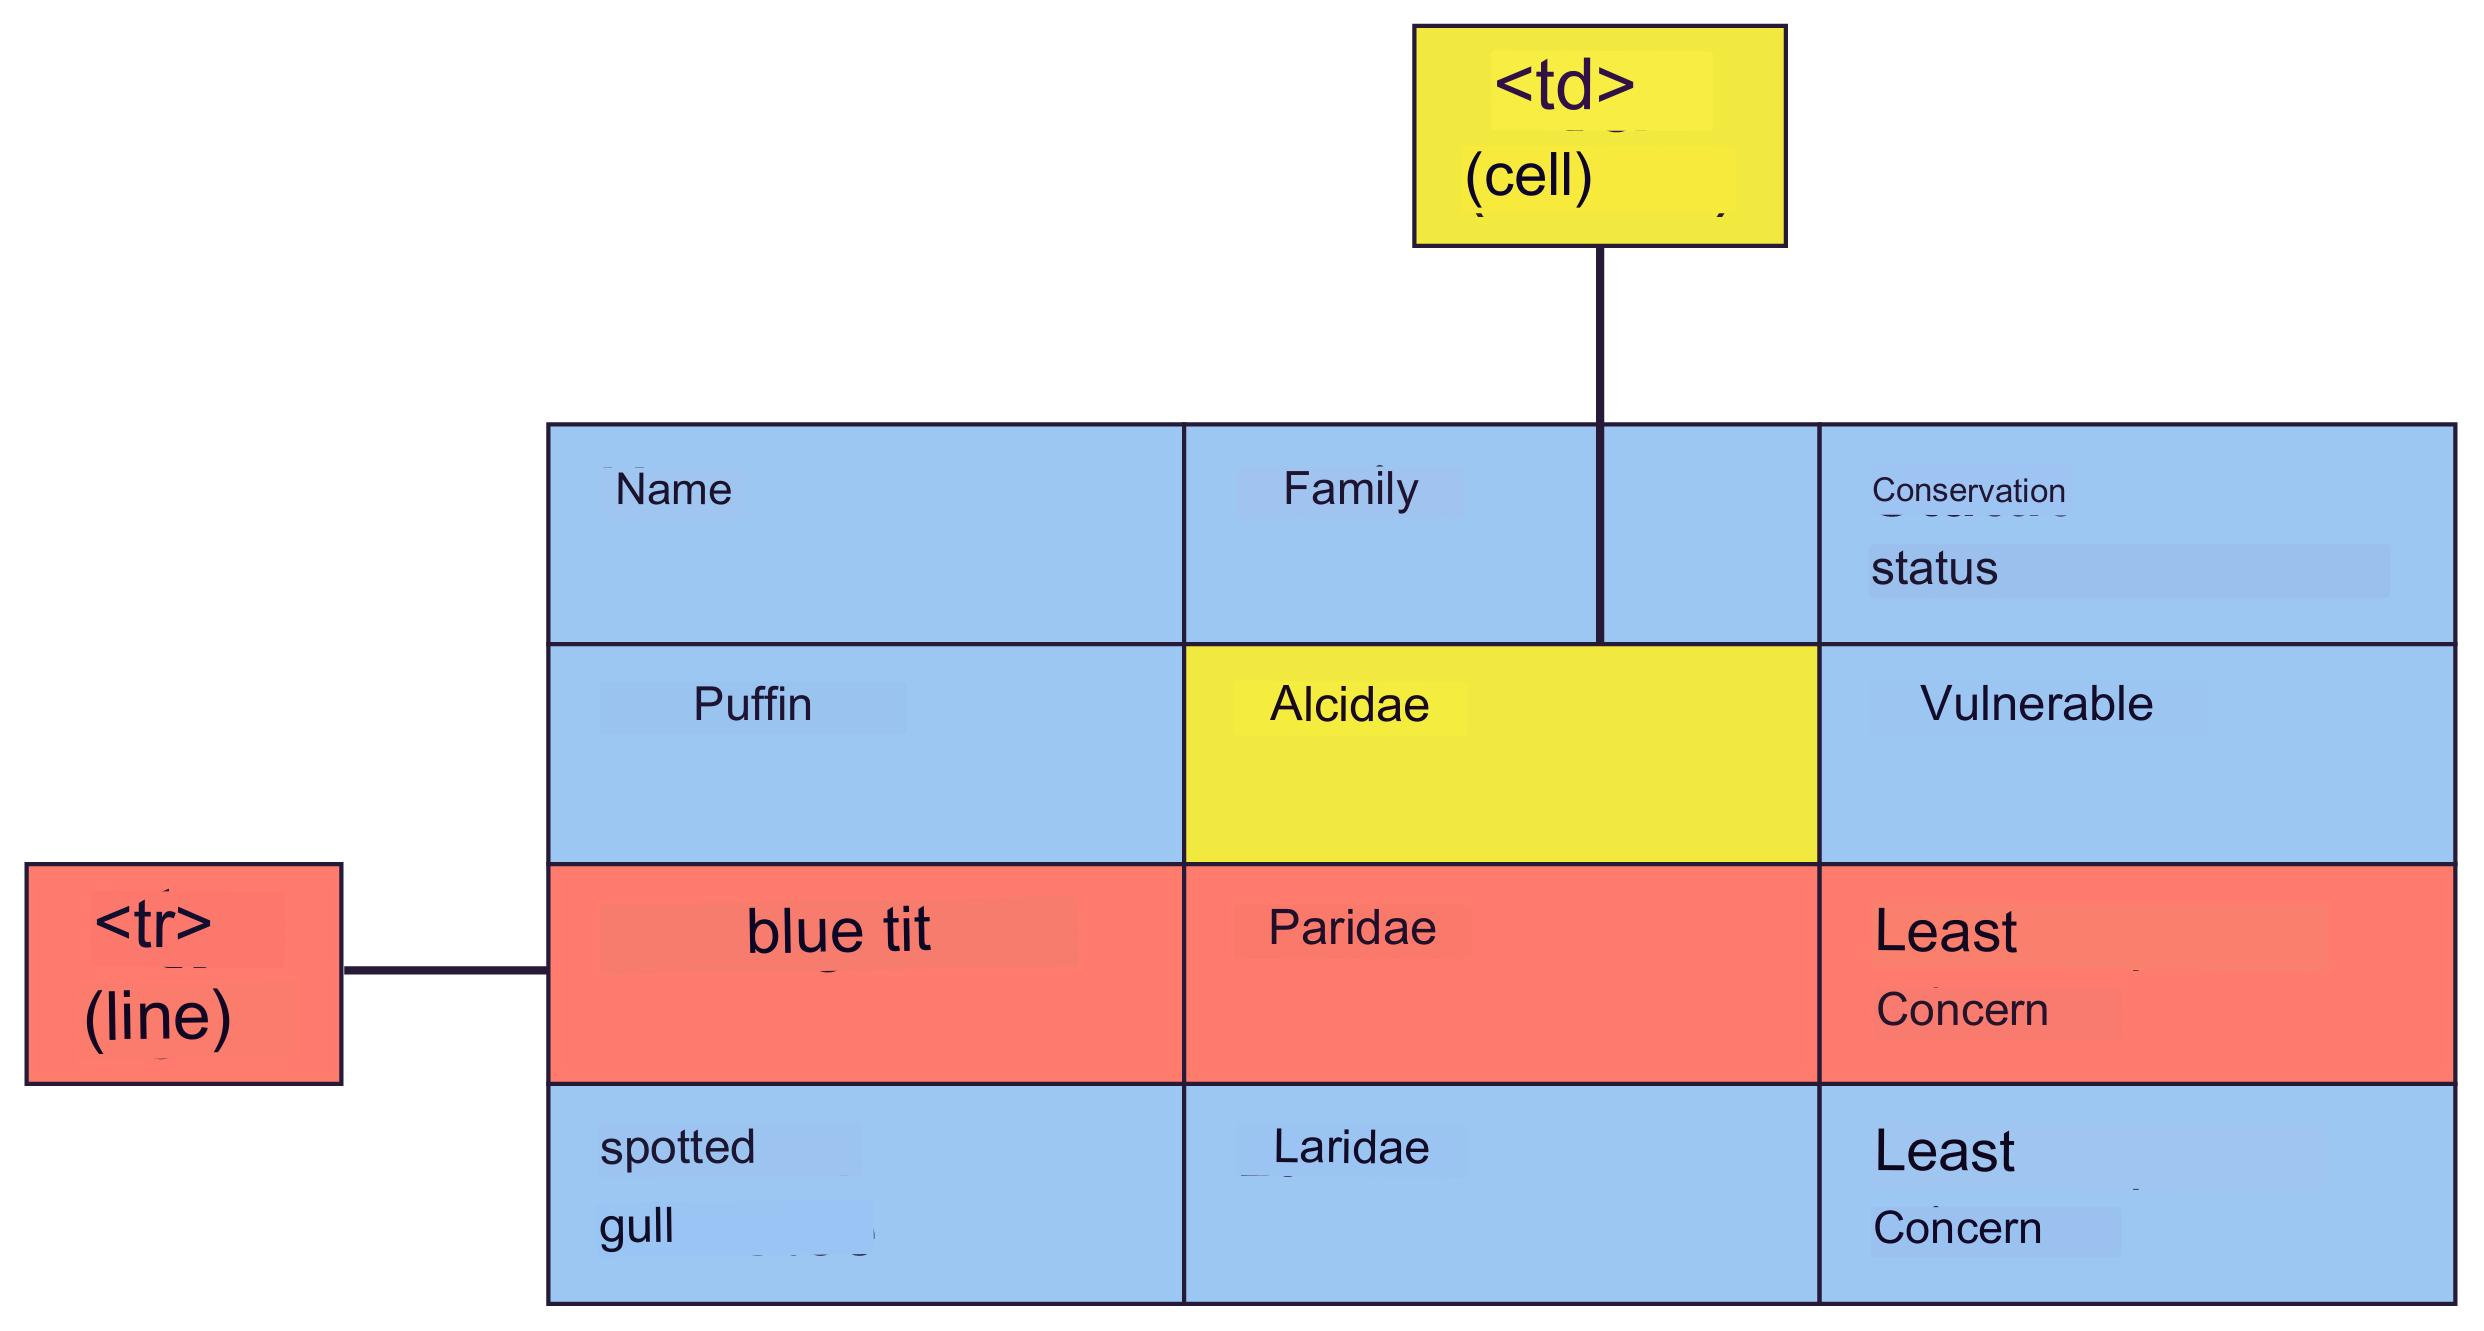 <td>
(cell)
Name
Family
Conservation
status
Puffin
Alcidae
Vulnerable
<tr>
(line)
blue tit
Paridae
Least
Concern
spotted
gull
Laridae
Least
Concern